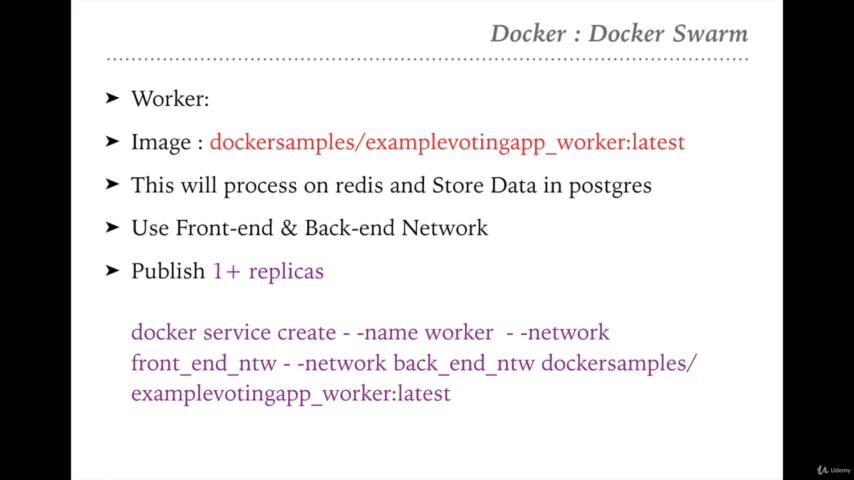 Docker : Docker Swarm
➤ Worker:
➤ Image : dockersamples/examplevotingapp_worker:latest
➤ This will process on redis and Store Data in postgres
➤ Use Front-end & Back-end Network
➤ Publish 1+ replicas
docker service create - -name worker - -network
front_end_ntw - -network back_end_ntw dockersamples/
examplevotingapp_worker:latest
Udemy